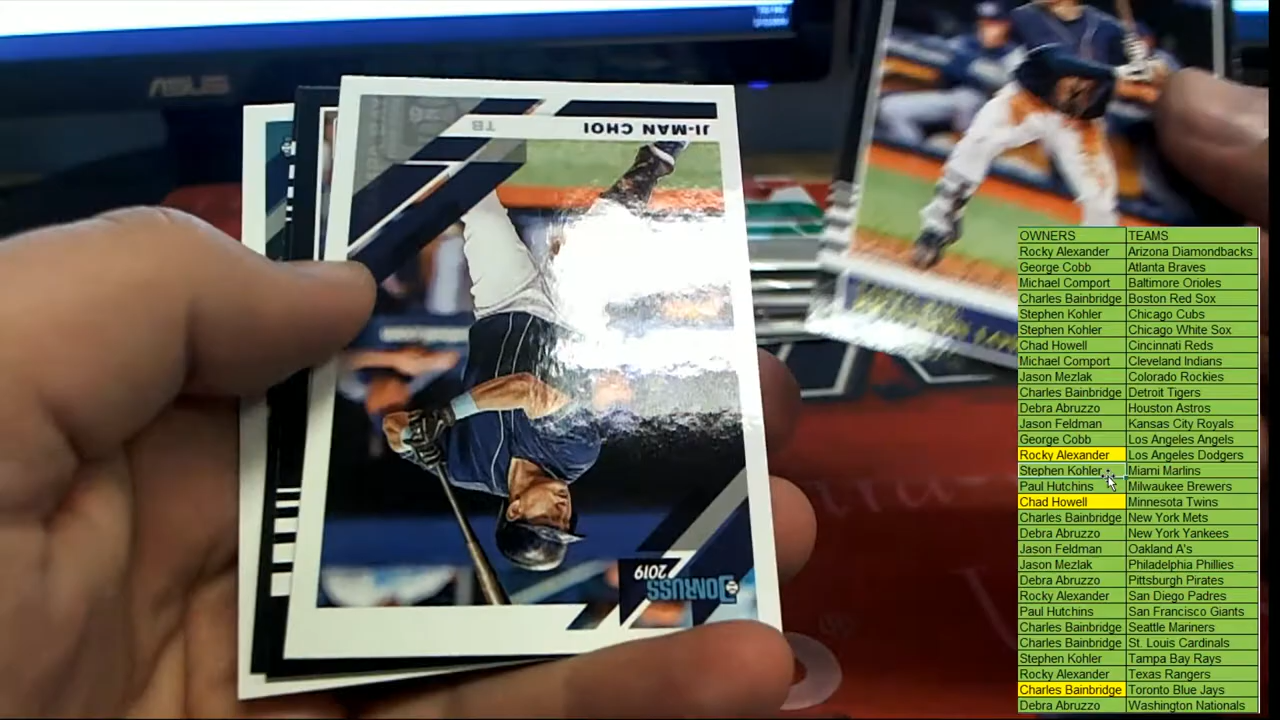 ASUS
JI-MAN CHOI
TB
2019
DONRUSS
OWNERS TEAMS
Rocky Alexander Arizona Diamondbacks
George Cobb Atlanta Braves
Michael Comport Baltimore Orioles
Charles Bainbridge Boston Red Sox
Stephen Kohler Chicago Cubs
Stephen Kohler Chicago White Sox
Chad Howell Cincinnati Reds
Michael Comport Cleveland Indians
Jason Mezlak Colorado Rockies
Charles Bainbridge Detroit Tigers
Debra Abruzzo Houston Astros
Jason Feldman Kansas City Royals
George Cobb Los Angeles Angels
Rocky Alexander Los Angeles Dodgers
Stephen Kohler Miami Marlins
Paul Hutchins Milwaukee Brewers
Chad Howell Minnesota Twins
Charles Bainbridge New York Mets
Debra Abruzzo New York Yankees
Jason Feldman Oakland A's
Jason Mezlak Philadelphia Phillies
Debra Abruzzo Pittsburgh Pirates
Rocky Alexander San Diego Padres
Paul Hutchins San Francisco Giants
Charles Bainbridge Seattle Mariners
Charles Bainbridge St. Louis Cardinals
Stephen Kohler Tampa Bay Rays
Rocky Alexander Texas Rangers
Charles Bainbridge Toronto Blue Jays
Debra Abruzzo Washington Nationals